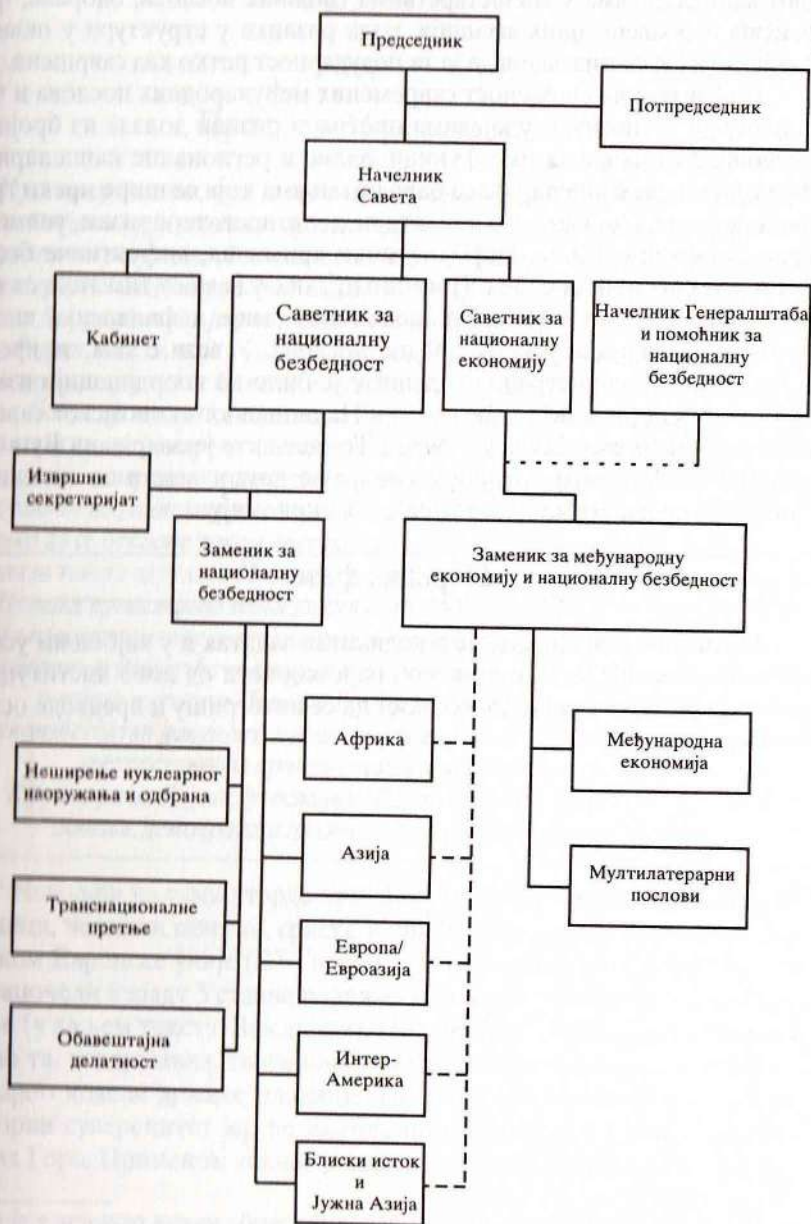 Председник
Потпредседник
Начелник
Савета
Кабинет
Саветник за
националну
безбедност
Саветник за
националну
економију
Начелник Генералштаба
и помоћник за
националну
безбедност
Извршни
секретаријат
Заменик за
националну
безбедност
Заменик за међународну
економију и националну безбедност
Африка
Међународна
економија
Неширење нуклеарног
наоружања и одбрана
Азија
Мултилатерарни
послови
Транснационалне
претње
Европа/
Евроазија
Обавештајна
делатност
Интер-
Америка
Блиски исток
и
Јужна Азија